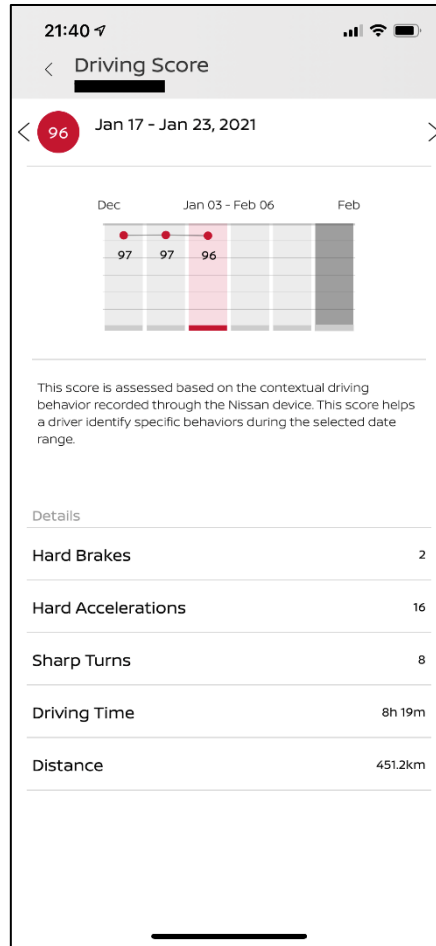 21:40
Driving Score
96
Jan 17 - Jan 23, 2021
Dec Jan 03 - Feb 06 Feb
97 97 96
This score is assessed based on the contextual driving
behavior recorded through the Nissan device. This score helps
a driver identify specific behaviors during the selected date
range.
Details
Hard Brakes 2
Hard Accelerations 16
Sharp Turns 8
Driving Time 8h 19m
Distance 451.2km